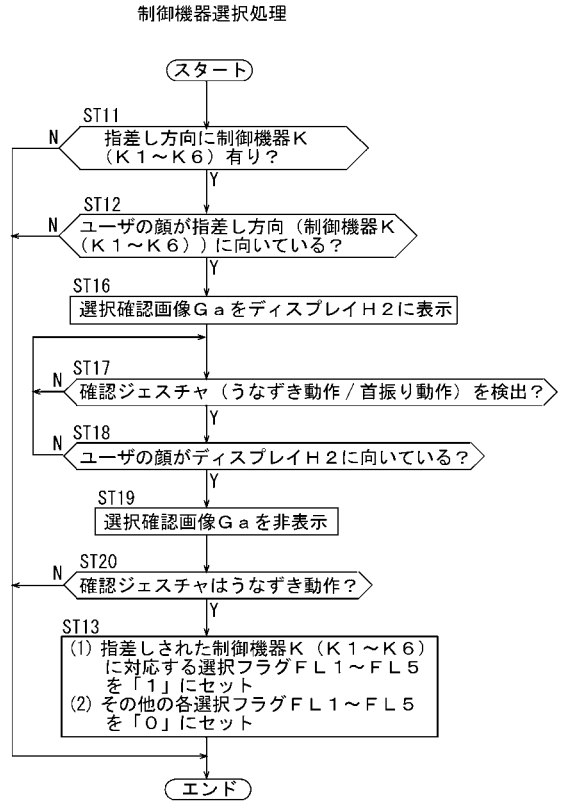 制御機器選択処理
スタート
ST11
N
指差し方向に制御機器K
(K1～K6)有り?
Y
ST12
N
ユーザの顔が指差し方向(制御機器K
(K1～K6))に向いている?
Y
ST16
選択確認画像GaをディスプレイH2に表示
ST17
N
確認ジェスチャ(うなずき動作/首振り動作)を検出?
Y
ST18
N
ユーザの顔がディスプレイH2に向いている?
Y
ST19
選択確認画像Gaを非表示
ST20
N
確認ジェスチャはうなずき動作?
Y
ST13
(1) 指差しされた制御機器K(K1～K6)
に対応する選択フラグFL1～FL5
を「1」にセット
(2) その他の各選択フラグFL1～FL5
を「0」にセット
エンド